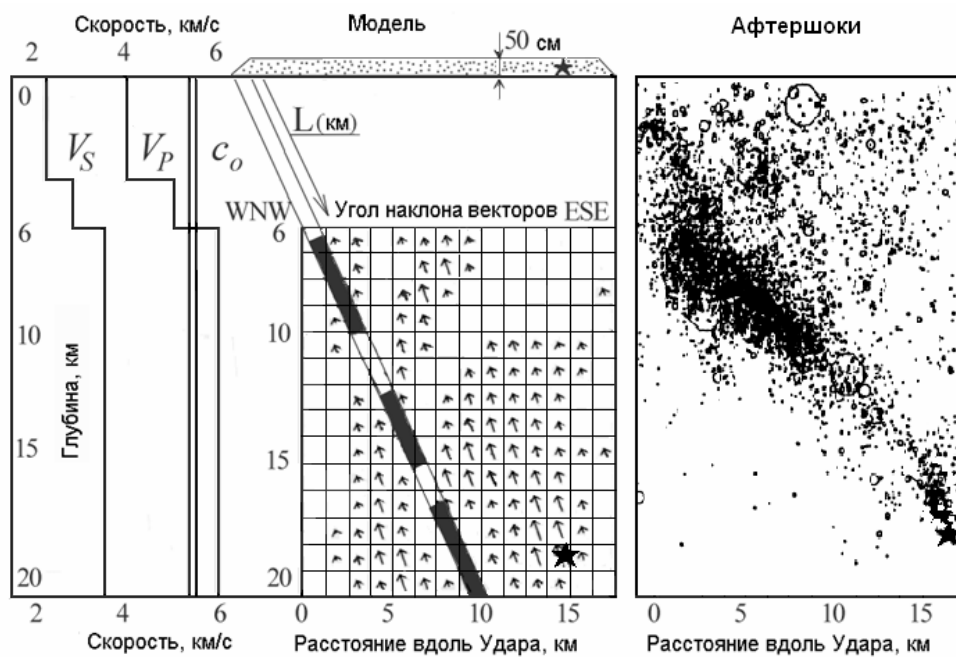 Скорость, км/с
Модель
Афтершоки
2 4 6
50 см
0
V_S V_P c_o
L(км)
WNW
Угол наклона векторов ESE
6
6
10
10
Глубина, км
15
15
20
20
2 4 6
0 5 10 15
0 5 10 15
Скорость, км/с
Расстояние вдоль Удара, км
Расстояние вдоль Удара, км